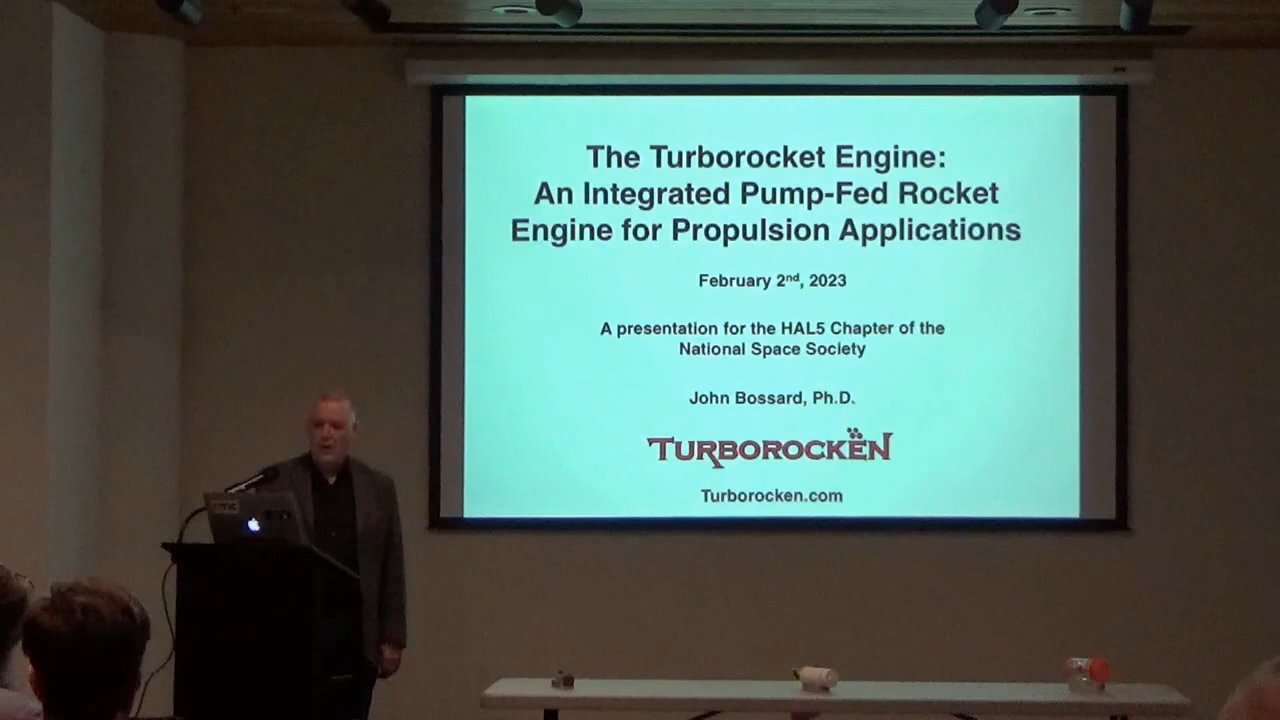 The Turborocket Engine:
An Integrated Pump-Fed Rocket
Engine for Propulsion Applications
February 2nd, 2023
A presentation for the HAL5 Chapter of the
National Space Society
John Bossard, Ph.D.
TURBOROCKËN
Turborocken.com